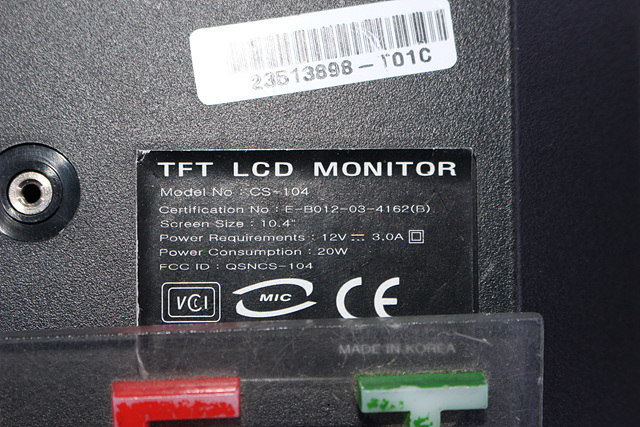 23513898-T01C
TFT LCD MONITOR
Model No : CS-104
Certification No : E-B012-03-4162(B)
Screen Size : 10.4"
Power Requirements : 12V ⎓ 3.0A
Power Consumption : 20W
FCC ID : QSNCS-104
VCCI MIC CE
MADE IN KOREA